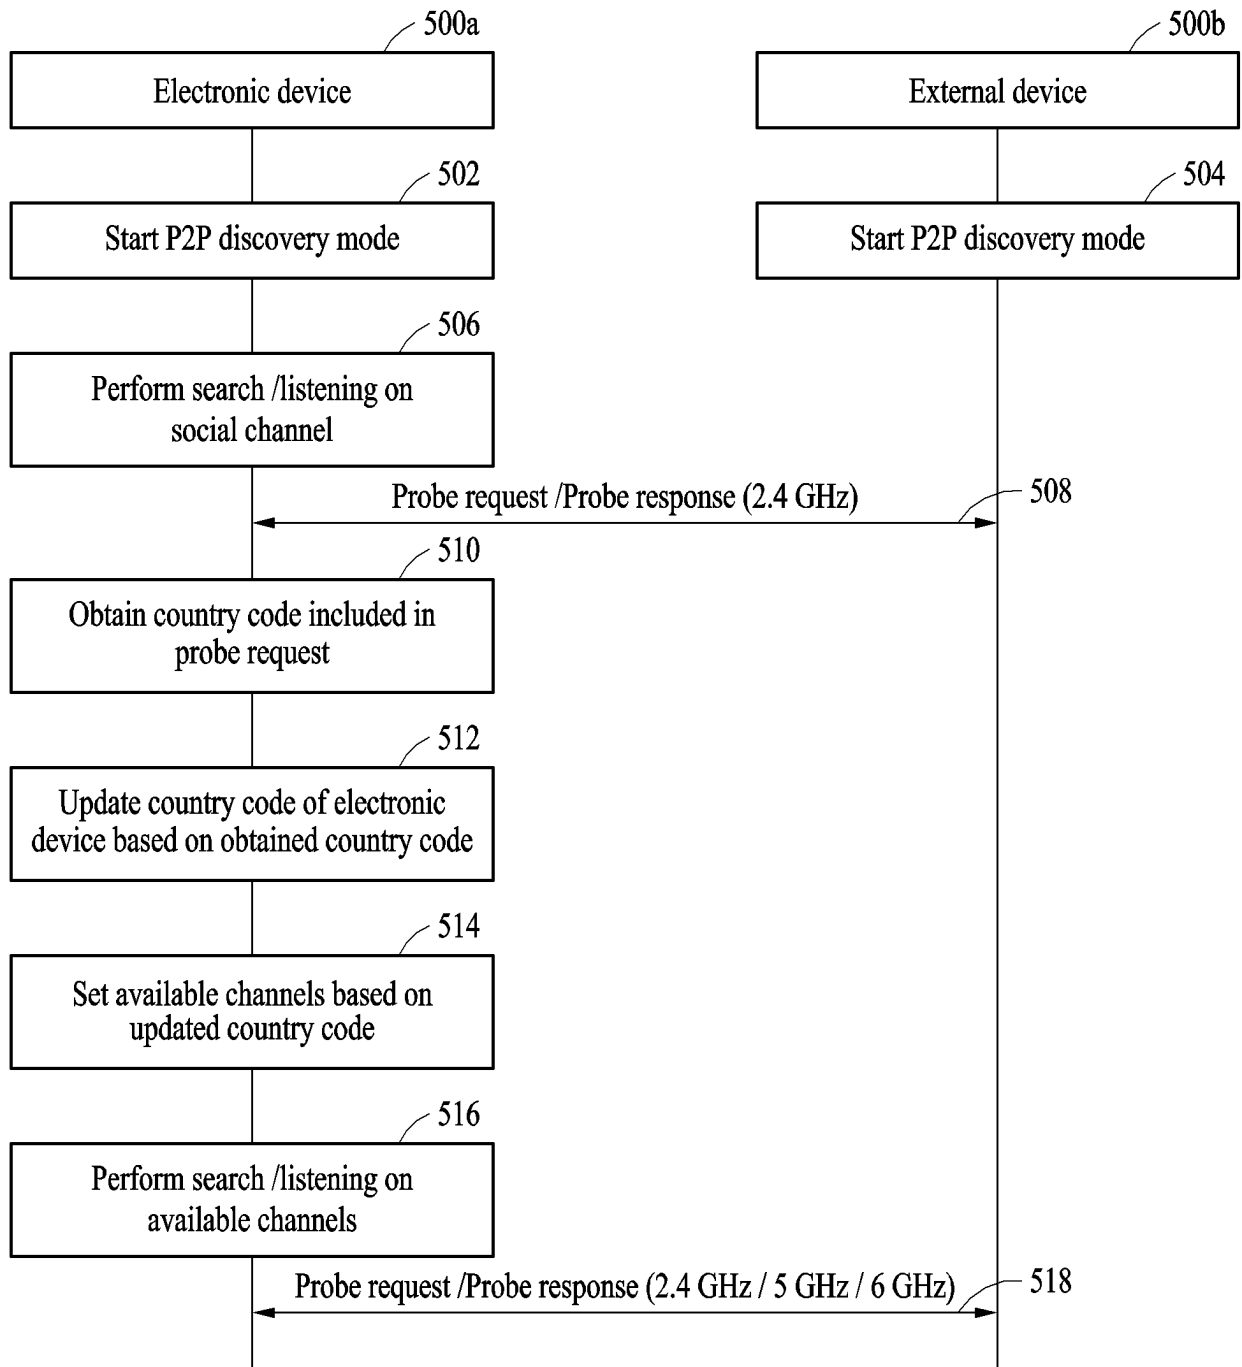 500a
500b
Electronic device
External device
502
504
Start P2P discovery mode
Start P2P discovery mode
506
Perform search /listening on
social channel
Probe request /Probe response (2.4 GHz)
508
510
Obtain country code included in
probe request
512
Update country code of electronic
device based on obtained country code
514
Set available channels based on
updated country code
516
Perform search /listening on
available channels
Probe request /Probe response (2.4 GHz / 5 GHz / 6 GHz)
518